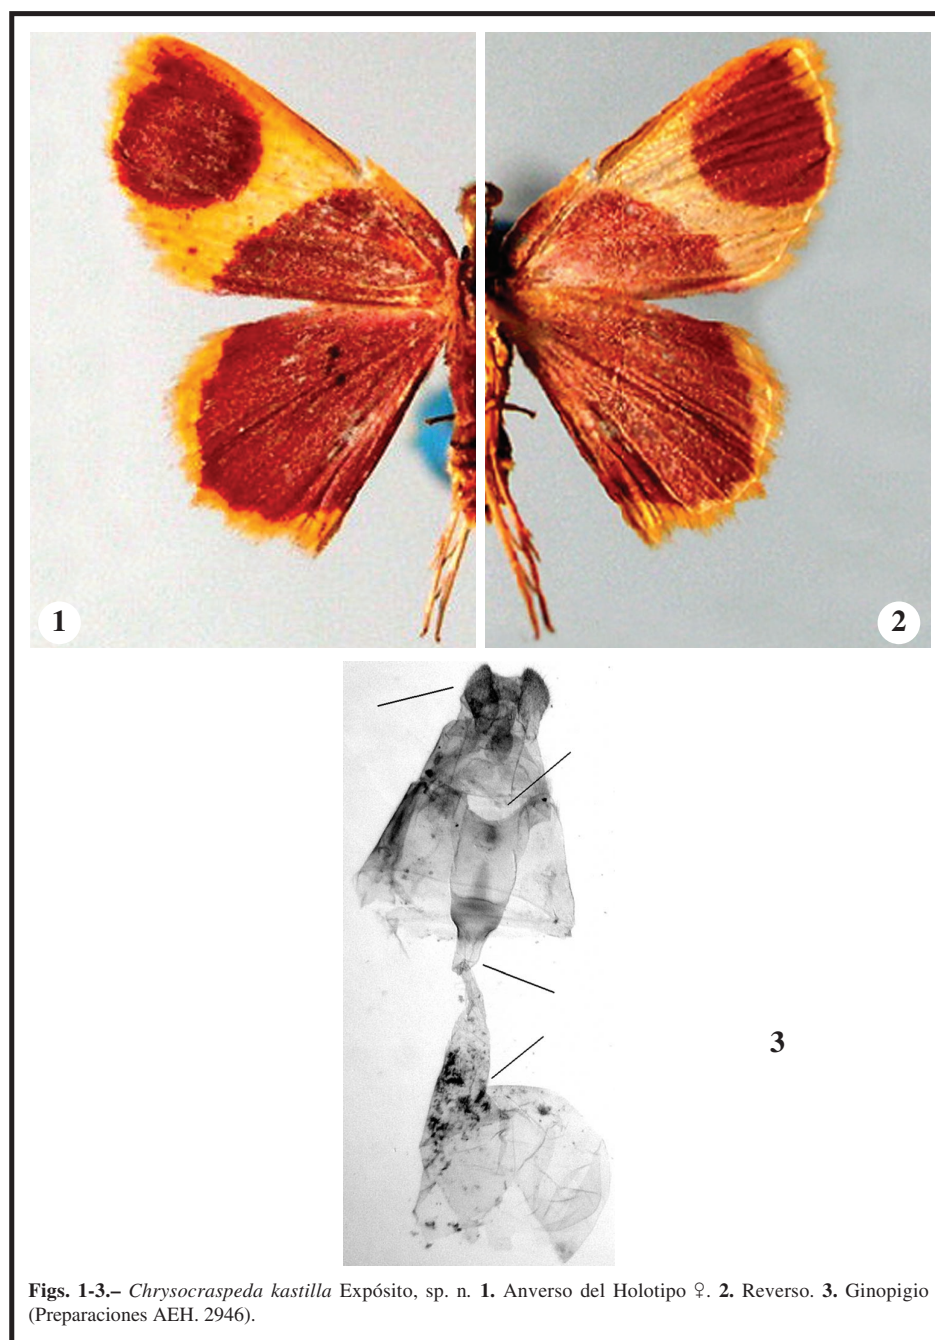 1
2
3
Figs. 1-3.– Chrysocraspeda kastilla Expósito, sp. n. 1. Anverso del Holotipo ♀. 2. Reverso. 3. Ginopigio
(Preparaciones AEH. 2946).